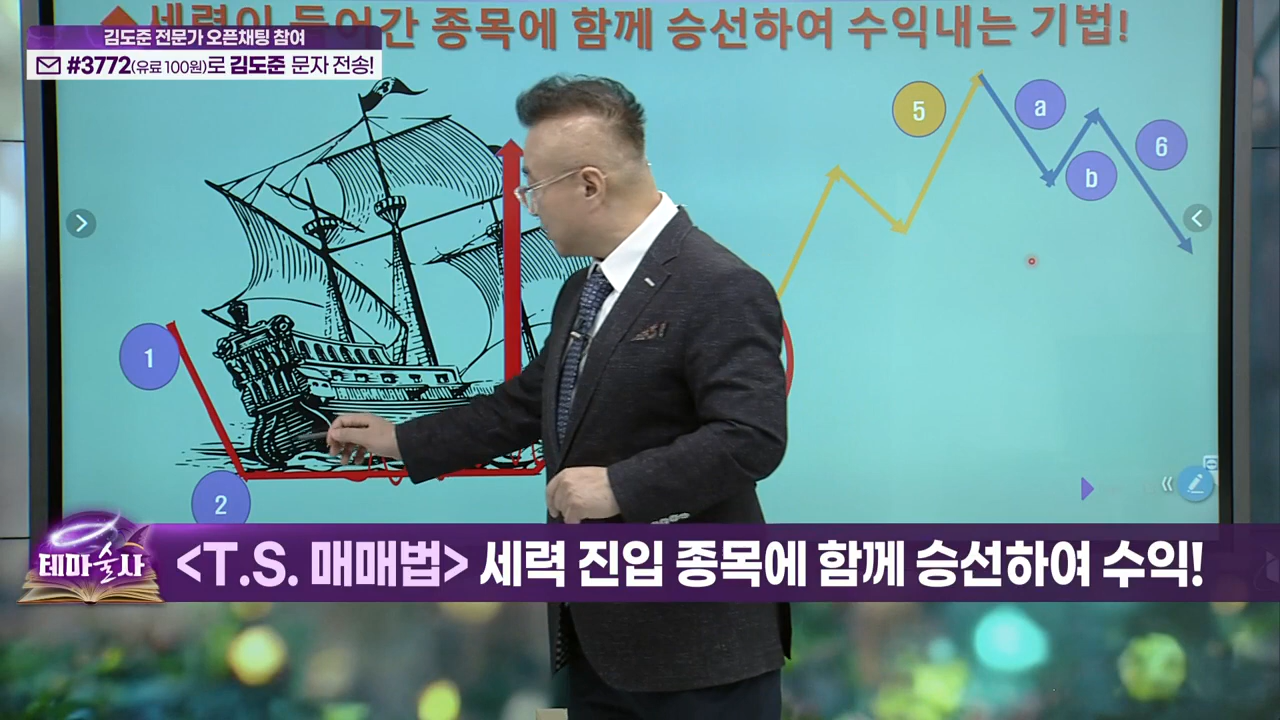 세력이 들어간 종목에 함께 승선하여 수익내는 기법!
김도준 전문가 오픈채팅 참여
#3772(유료 100원)로 김도준 문자 전송!
5
a
6
b
1
2
테마술사
<T.S. 매매법> 세력 진입 종목에 함께 승선하여 수익!